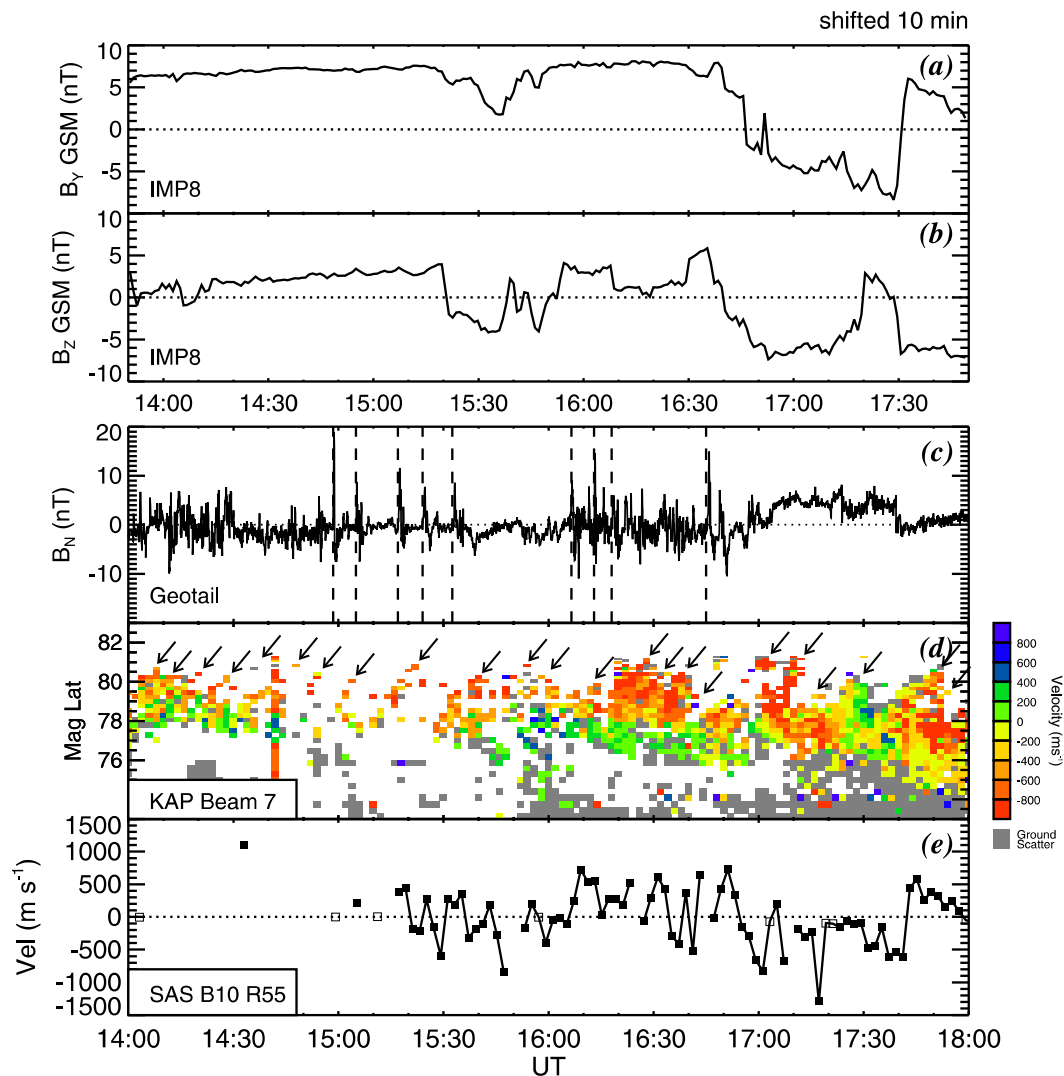 shifted 10 min
10
5
0
-5
B_Y GSM (nT)
IMP8
(a)
10
5
0
-5
-10
B_Z GSM (nT)
IMP8
(b)
14:00 14:30 15:00 15:30 16:00 16:30 17:00 17:30
20
10
0
-10
B_N (nT)
Geotail
(c)
82
80
78
76
Mag Lat
KAP Beam 7
(d)
800
600
400
200
0
-200
-400
-600
-800
Velocity (ms⁻¹)
Ground
Scatter
1500
1000
500
0
-500
-1000
-1500
Vel (m s⁻¹)
SAS B10 R55
(e)
14:00 14:30 15:00 15:30 16:00 16:30 17:00 17:30 18:00
UT